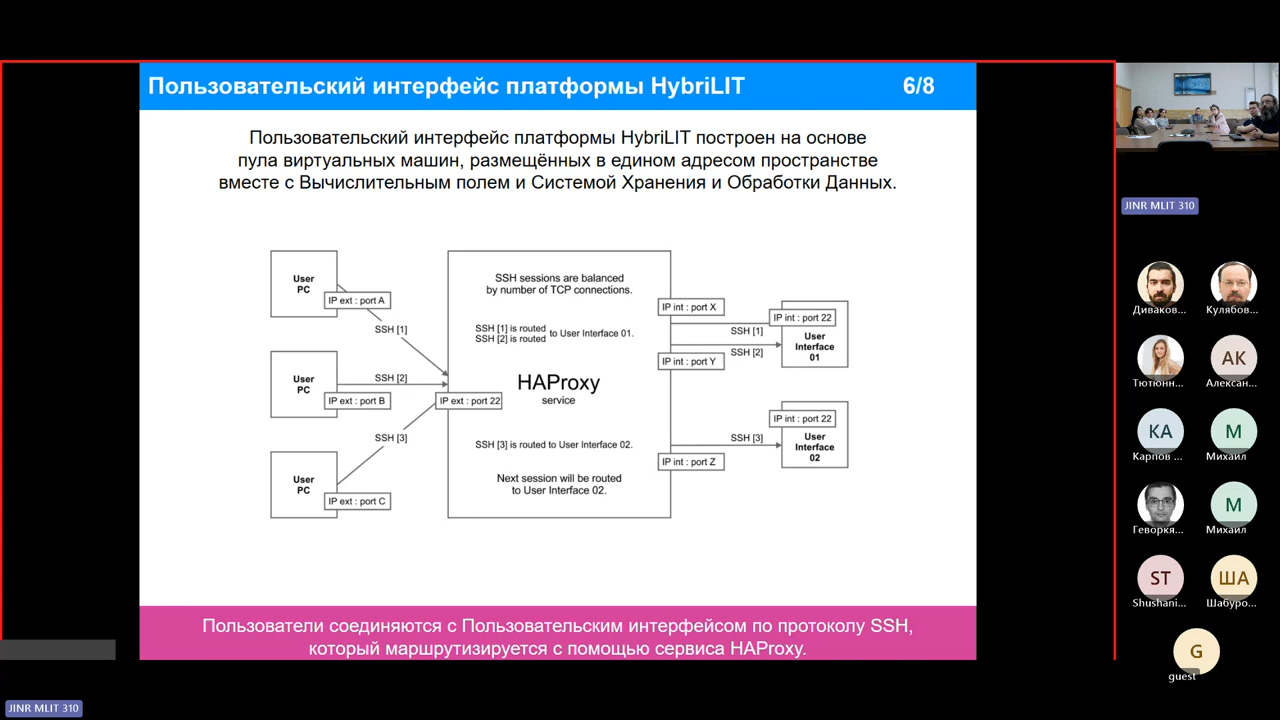 Пользовательский интерфейс платформы HybriLIT 6/8
Пользовательский интерфейс платформы HybriLIT построен на основе
пула виртуальных машин, размещённых в едином адресом пространстве
вместе с Вычислительным полем и Системой Хранения и Обработки Данных.
User
PC
IP ext : port A
SSH [1]
User
PC
IP ext : port B
SSH [2]
User
PC
IP ext : port C
SSH [3]
SSH sessions are balanced
by number of TCP connections.
SSH [1] is routed
SSH [2] is routed
to User Interface 01.
HAProxy
service
IP ext : port 22
SSH [3] is routed to User Interface 02.
Next session will be routed
to User Interface 02.
IP int : port X
SSH [1]
SSH [2]
IP int : port Y
IP int : port 22
User
Interface
01
IP int : port Z
SSH [3]
IP int : port 22
User
Interface
02
Пользователи соединяются с Пользовательским интерфейсом по протоколу SSH,
который маршрутизируется с помощью сервиса HAProxy.
JINR MLIT 310
JINR MLIT 310
Диваков...
Кулябов...
Тютюнн...
АК
Алексан...
КА
Карпов ...
М
Михаил
Геворкя...
М
Михаил
ST
Shushani...
ША
Шабуро...
G
guest